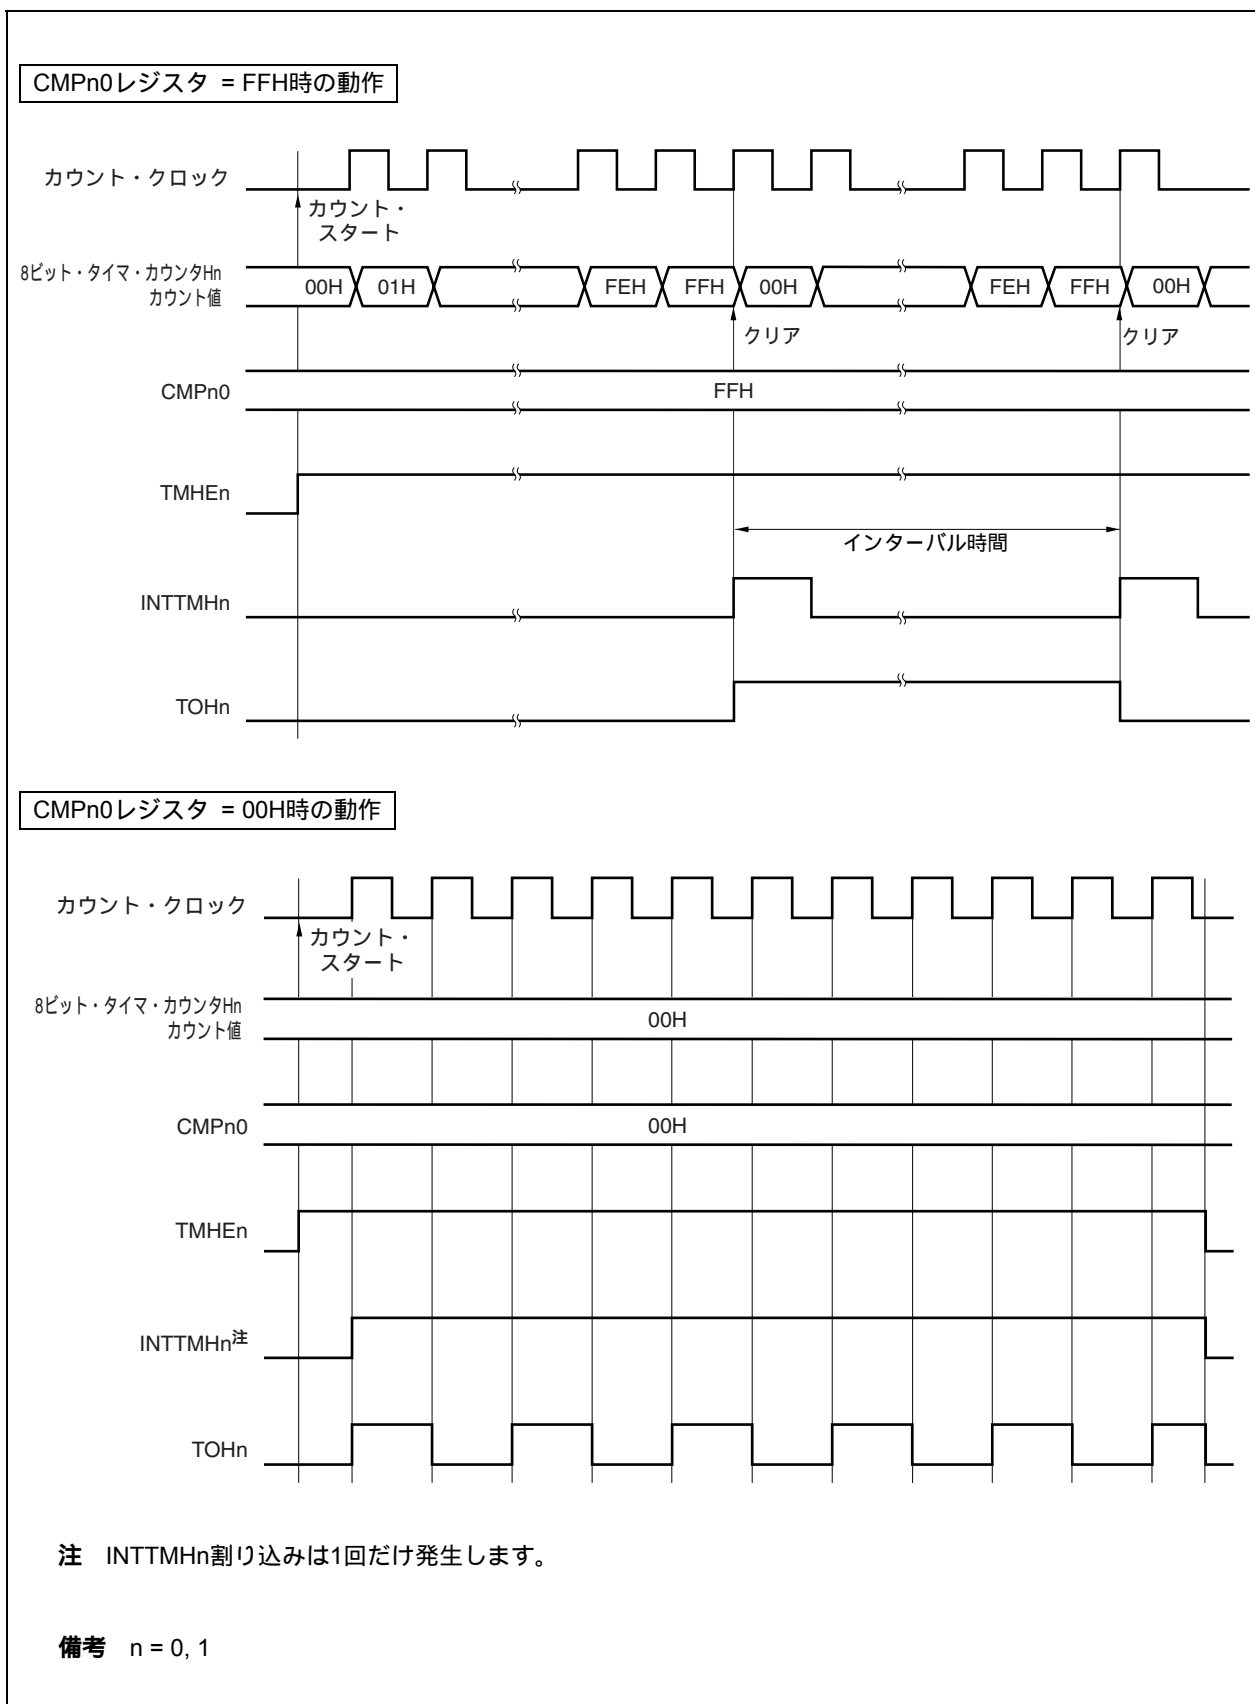 CMPn0レジスタ = FFH時の動作
カウント・クロック
カウント・
スタート
8ビット・タイマ・カウンタHn
カウント値
00H 01H FEH FFH 00H FEH FFH 00H
クリア クリア
CMPn0 FFH
TMHEn
インターバル時間
INTTMHn
TOHn
CMPn0レジスタ = 00H時の動作
カウント・クロック
カウント・
スタート
8ビット・タイマ・カウンタHn
カウント値
00H
CMPn0 00H
TMHEn
INTTMHn注
TOHn
注 INTTMHn割り込みは1回だけ発生します。
備考 n = 0, 1